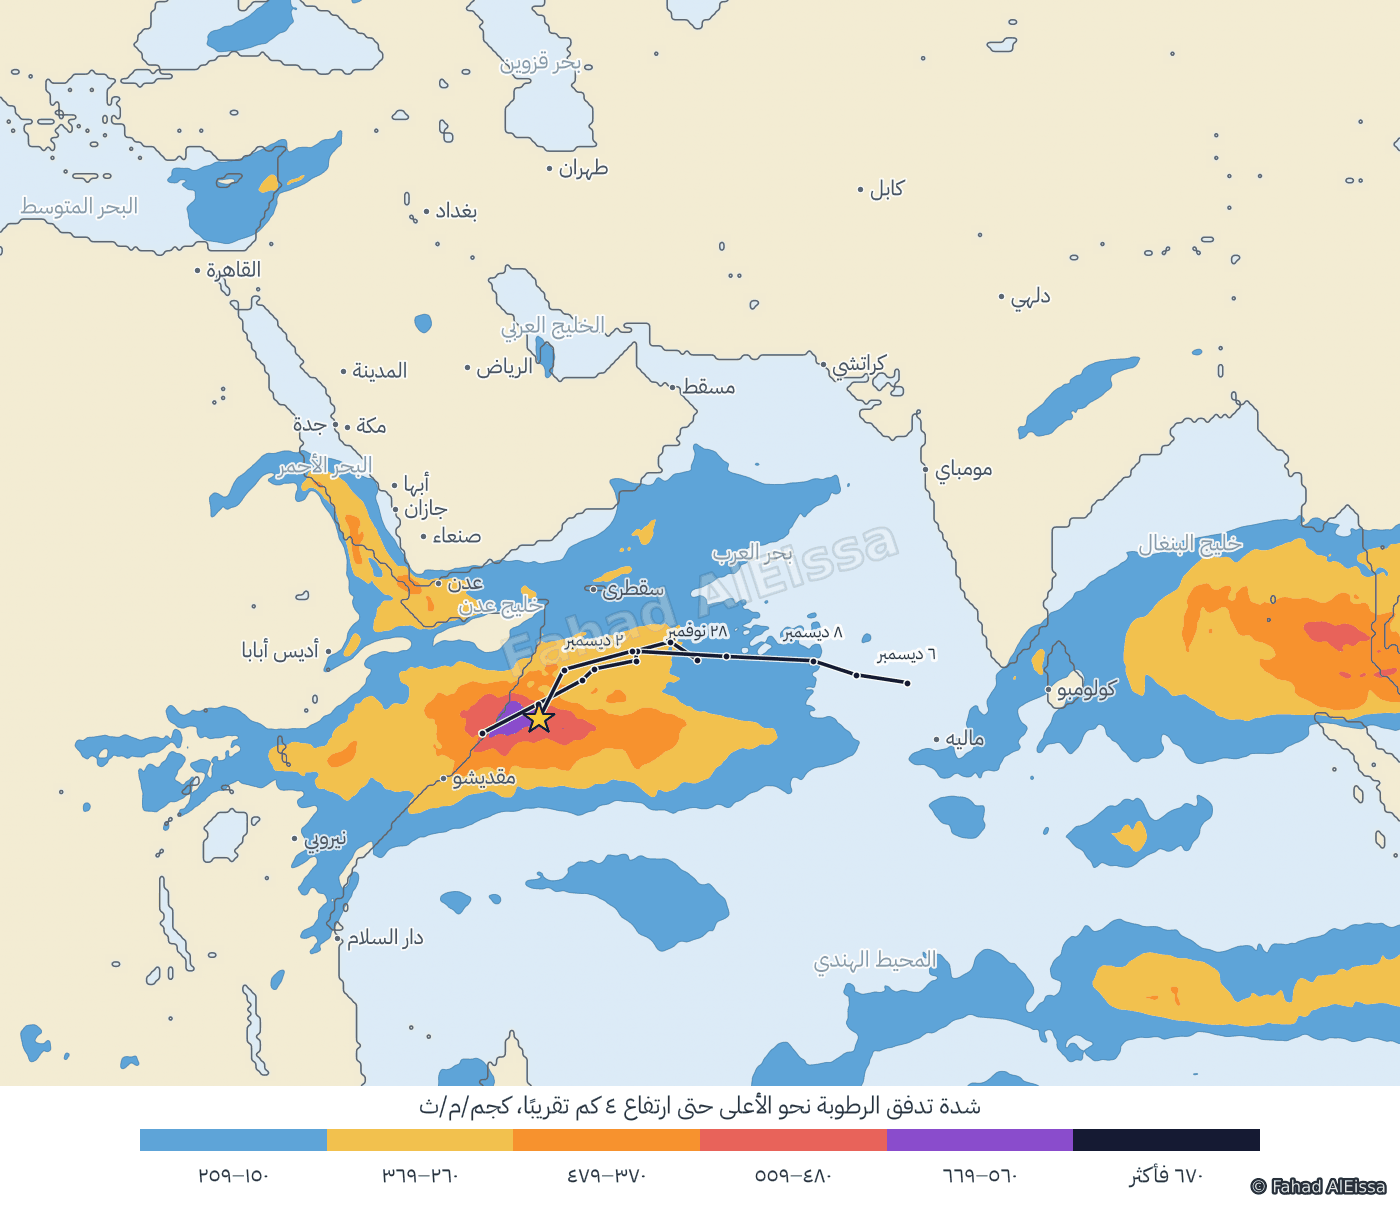 بحر قزوين
طهران
كابل
البحر المتوسط
بغداد
القاهرة
دلهي
الخليج العربي
كراتشي
الرياض
المدينة
مسقط
جدة
مكة
البحر الأحمر
مومباي
أبها
جازان
صنعاء
خليج البنغال
بحر العرب
عدن
سقطرى
خليج عدن
Fahad AlEissa
٢٨ نوفمبر
٨ ديسمبر
٢ ديسمبر
أديس أبابا
٦ ديسمبر
كولومبو
ماليه
مقديشو
نيروبي
دار السلام
المحيط الهندي
شدة تدفق الرطوبة نحو الأعلى حتى ارتفاع ٤ كم تقريبًا، كجم/م/ث
١٥٠–٢٥٩
٢٦٠–٣٦٩
٣٧٠–٤٧٩
٤٨٠–٥٥٩
٥٦٠–٦٦٩
٦٧٠ فأكثر
© Fahad AlEissa